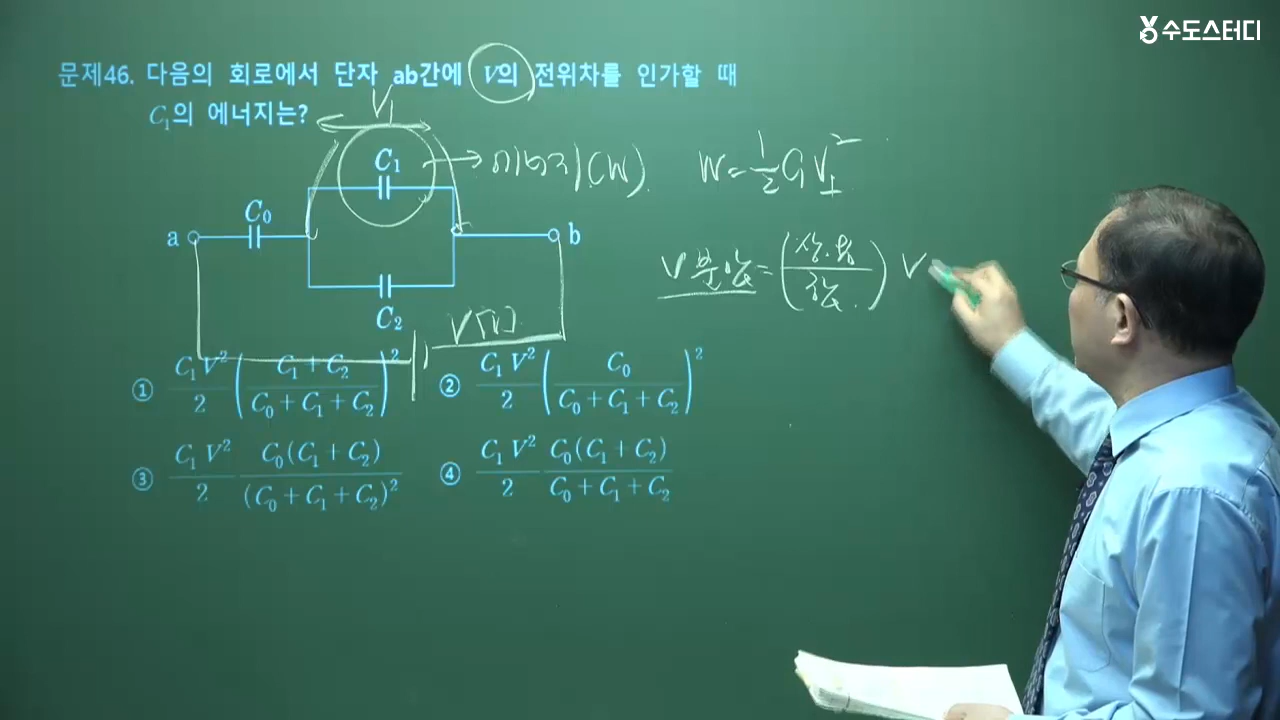 수도스터디
문제46. 다음의 회로에서 단자 ab간에 V의 전위차를 인가할 때
C₁의 에너지는?
V₁
C₁
에너지(W).
W = 1/2 C₁V₁²
C₀
a
b
V 분압 = ( / ) V
C₂
V[V]
① C₁V²/2 ((C₁+C₂)/(C₀+C₁+C₂))²
② C₁V²/2 (C₀/(C₀+C₁+C₂))²
③ C₁V²/2 C₀(C₁+C₂)/(C₀+C₁+C₂)²
④ C₁V²/2 C₀(C₁+C₂)/(C₀+C₁+C₂)